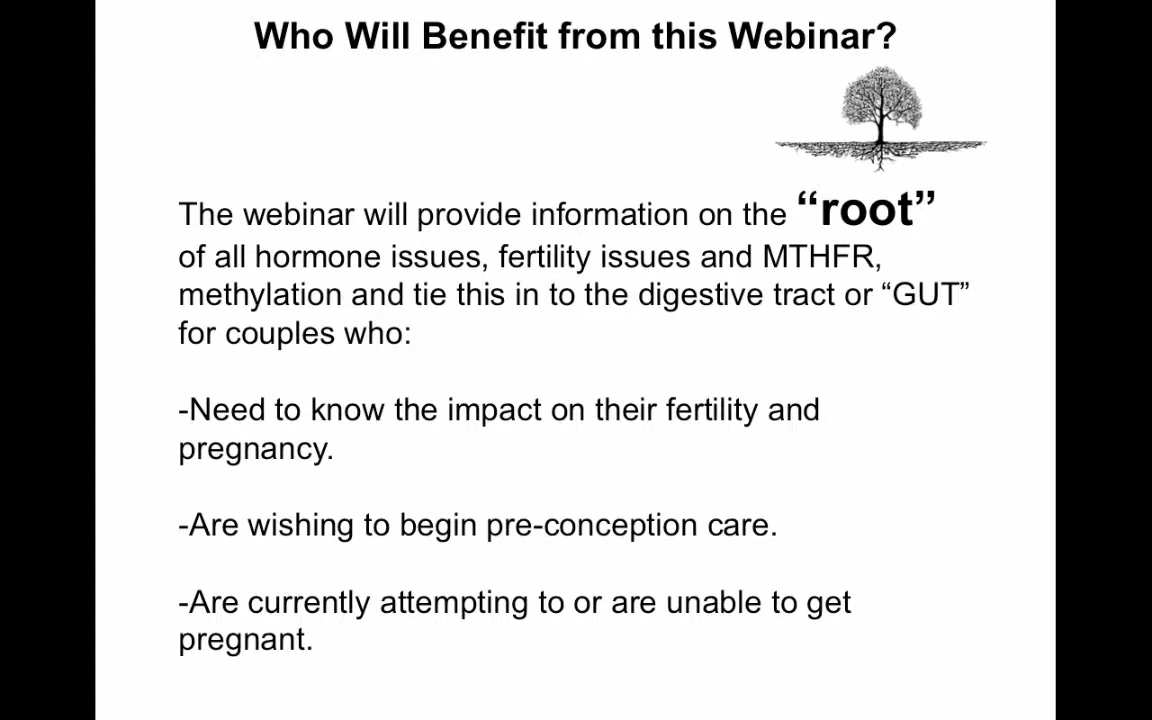 Who Will Benefit from this Webinar?
The webinar will provide information on the “root”
of all hormone issues, fertility issues and MTHFR,
methylation and tie this in to the digestive tract or “GUT”
for couples who:
-Need to know the impact on their fertility and
pregnancy.
-Are wishing to begin pre-conception care.
-Are currently attempting to or are unable to get
pregnant.